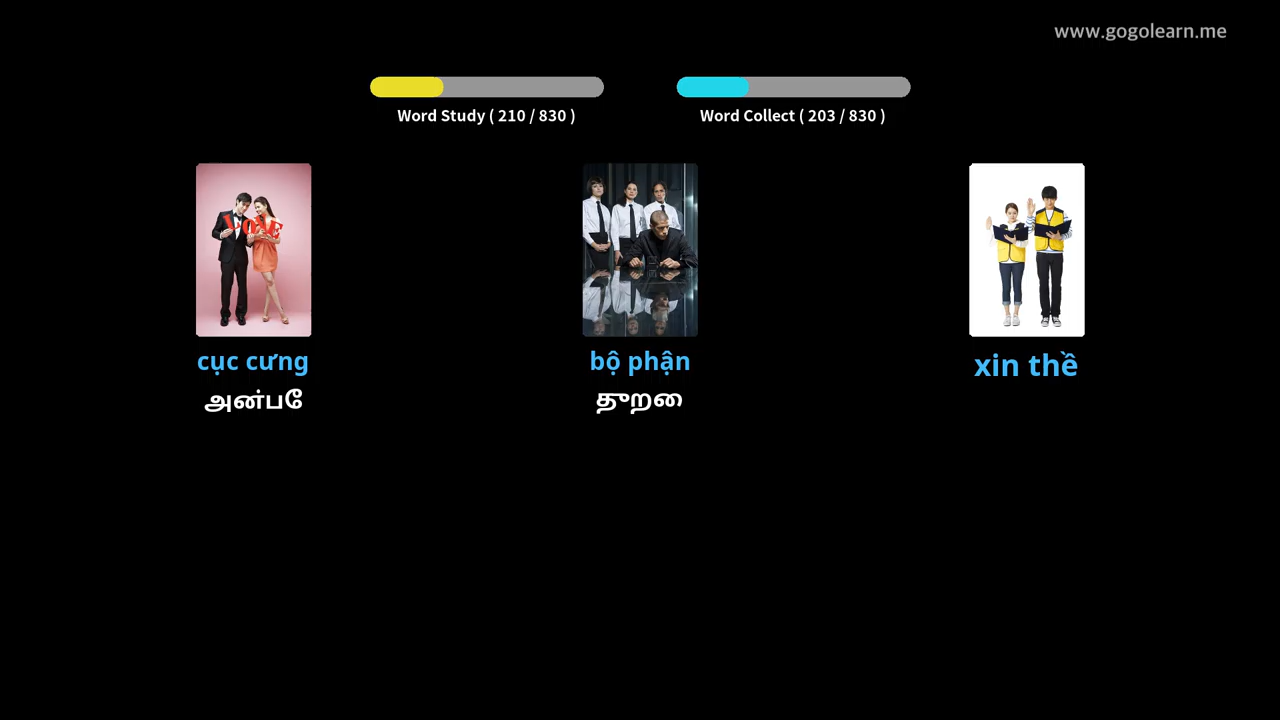 www.gogolearn.me
Word Study ( 210 / 830 )
Word Collect ( 203 / 830 )
cục cưng
bộ phận
xin thề
அன்பே
துறை